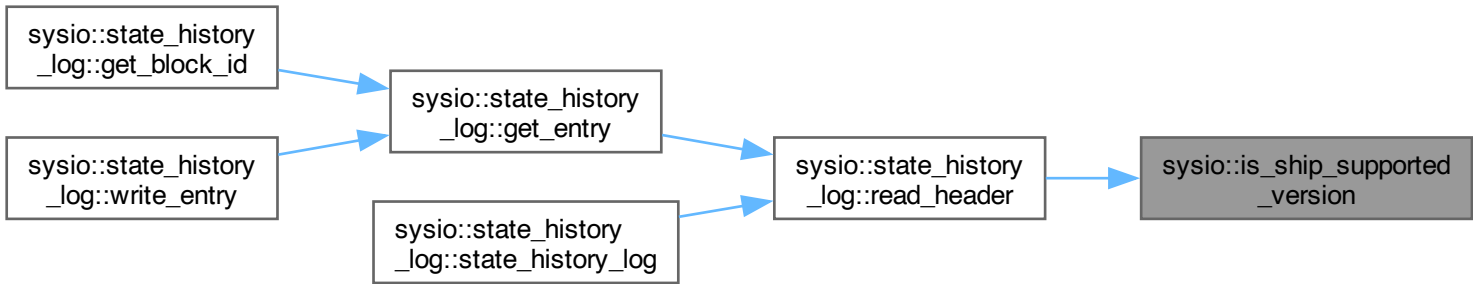 sysio::state_history
_log::get_block_id
sysio::state_history
_log::write_entry
sysio::state_history
_log::get_entry
sysio::state_history
_log::state_history_log
sysio::state_history
_log::read_header
sysio::is_ship_supported
_version